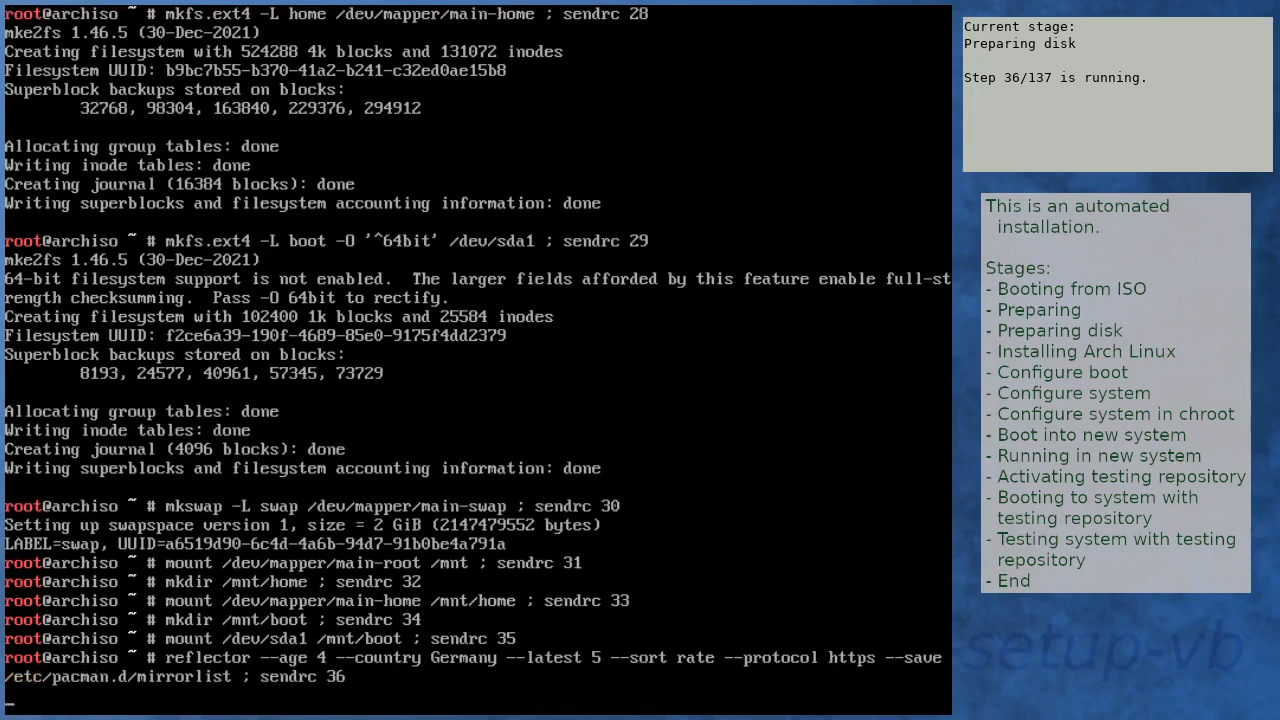 root@archiso ~ # mkfs.ext4 -L home /dev/mapper/main-home ; sendrc 28
mke2fs 1.46.5 (30-Dec-2021)
Creating filesystem with 524288 4k blocks and 131072 inodes
Filesystem UUID: b9bc7b55-b370-41a2-b241-c32ed0ae15b8
Superblock backups stored on blocks:
        32768, 98304, 163840, 229376, 294912
Allocating group tables: done
Writing inode tables: done
Creating journal (16384 blocks): done
Writing superblocks and filesystem accounting information: done
root@archiso ~ # mkfs.ext4 -L boot -O '^64bit' /dev/sda1 ; sendrc 29
mke2fs 1.46.5 (30-Dec-2021)
64-bit filesystem support is not enabled.  The larger fields afforded by this feature enable full-st
rength checksumming.  Pass -O 64bit to rectify.
Creating filesystem with 102400 1k blocks and 25584 inodes
Filesystem UUID: f2ce6a39-190f-4689-85e0-9175f4dd2379
Superblock backups stored on blocks:
        8193, 24577, 40961, 57345, 73729
Allocating group tables: done
Writing inode tables: done
Creating journal (4096 blocks): done
Writing superblocks and filesystem accounting information: done
root@archiso ~ # mkswap -L swap /dev/mapper/main-swap ; sendrc 30
Setting up swapspace version 1, size = 2 GiB (2147479552 bytes)
LABEL=swap, UUID=a6519d90-6c4d-4a6b-94d7-91b0be4a791a
root@archiso ~ # mount /dev/mapper/main-root /mnt ; sendrc 31
root@archiso ~ # mkdir /mnt/home ; sendrc 32
root@archiso ~ # mount /dev/mapper/main-home /mnt/home ; sendrc 33
root@archiso ~ # mkdir /mnt/boot ; sendrc 34
root@archiso ~ # mount /dev/sda1 /mnt/boot ; sendrc 35
root@archiso ~ # reflector --age 4 --country Germany --latest 5 --sort rate --protocol https --save
/etc/pacman.d/mirrorlist ; sendrc 36
_
Current stage:
Preparing disk
Step 36/137 is running.
This is an automated
installation.
Stages:
- Booting from ISO
- Preparing
- Preparing disk
- Installing Arch Linux
- Configure boot
- Configure system
- Configure system in chroot
- Boot into new system
- Running in new system
- Activating testing repository
- Booting to system with
testing repository
- Testing system with testing
repository
- End
setup-vb